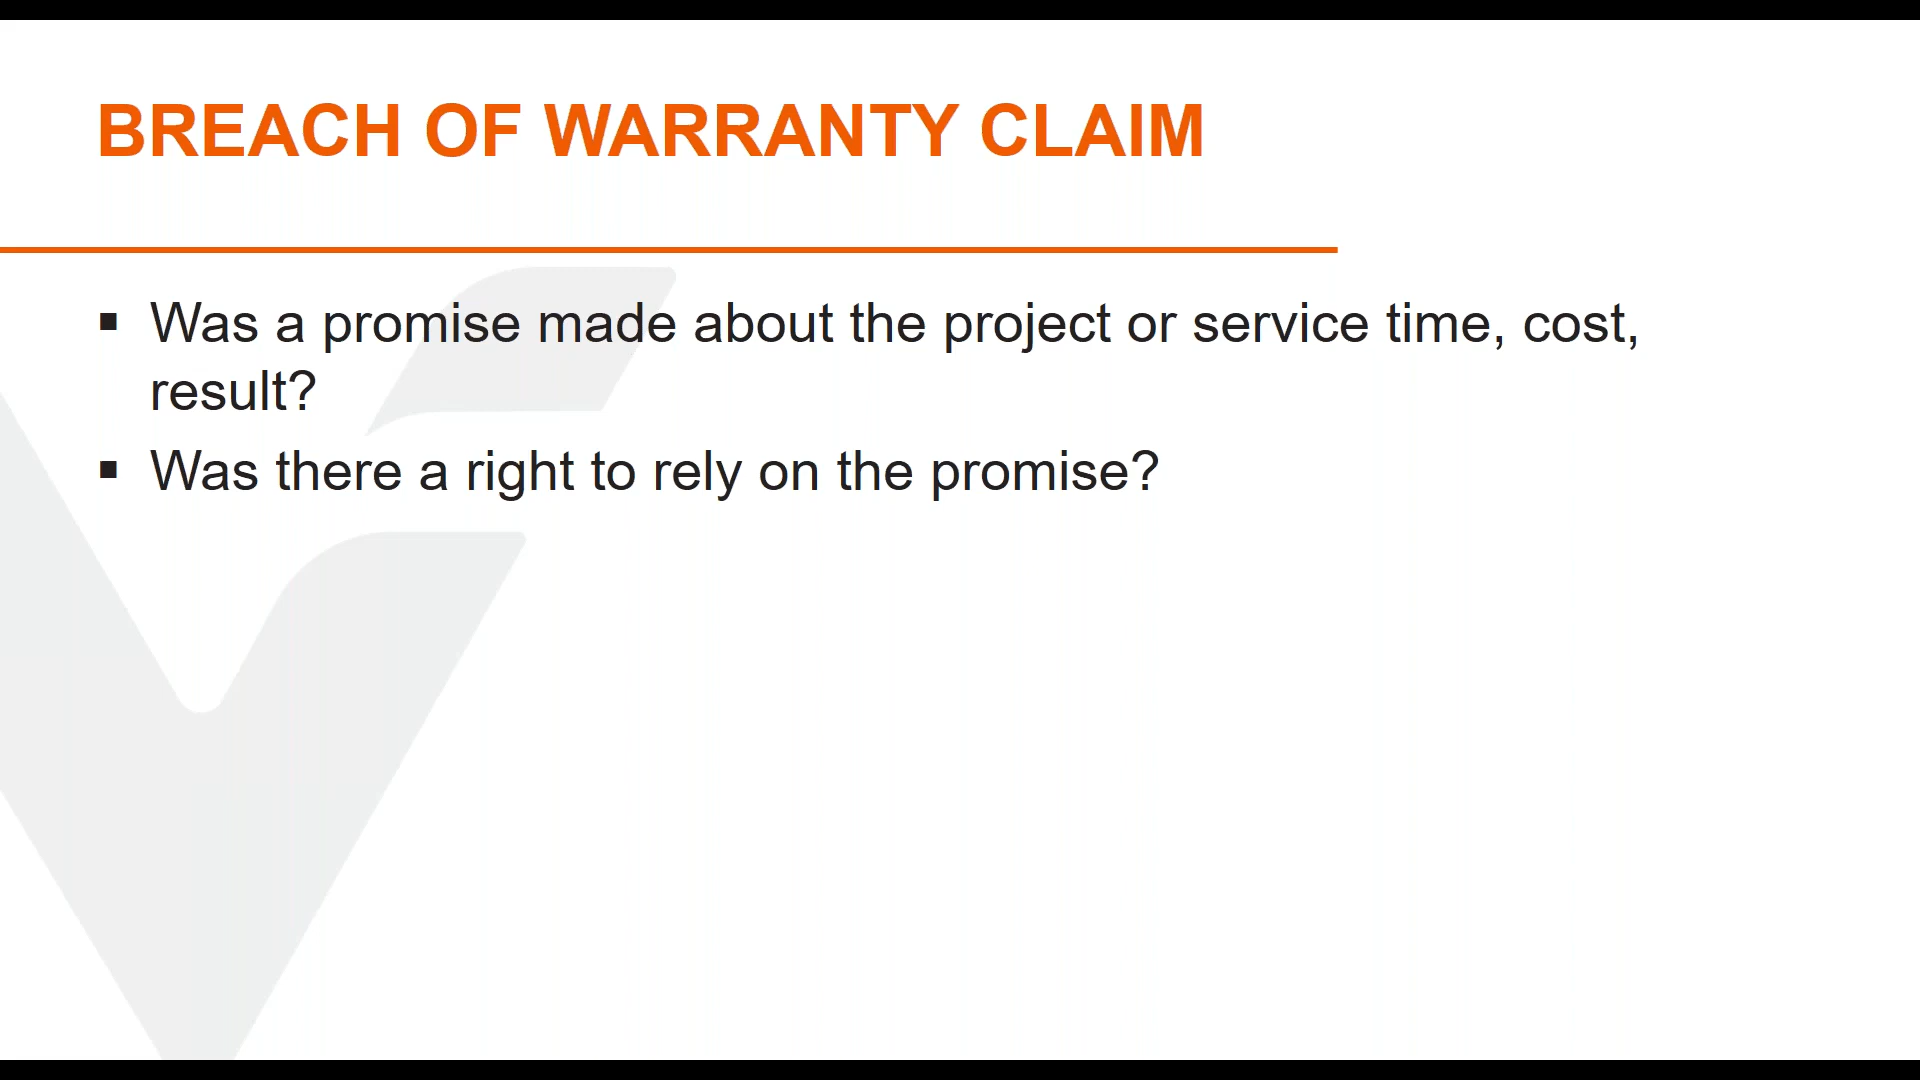 BREACH OF WARRANTY CLAIM
▪ Was a promise made about the project or service time, cost,
result?
▪ Was there a right to rely on the promise?